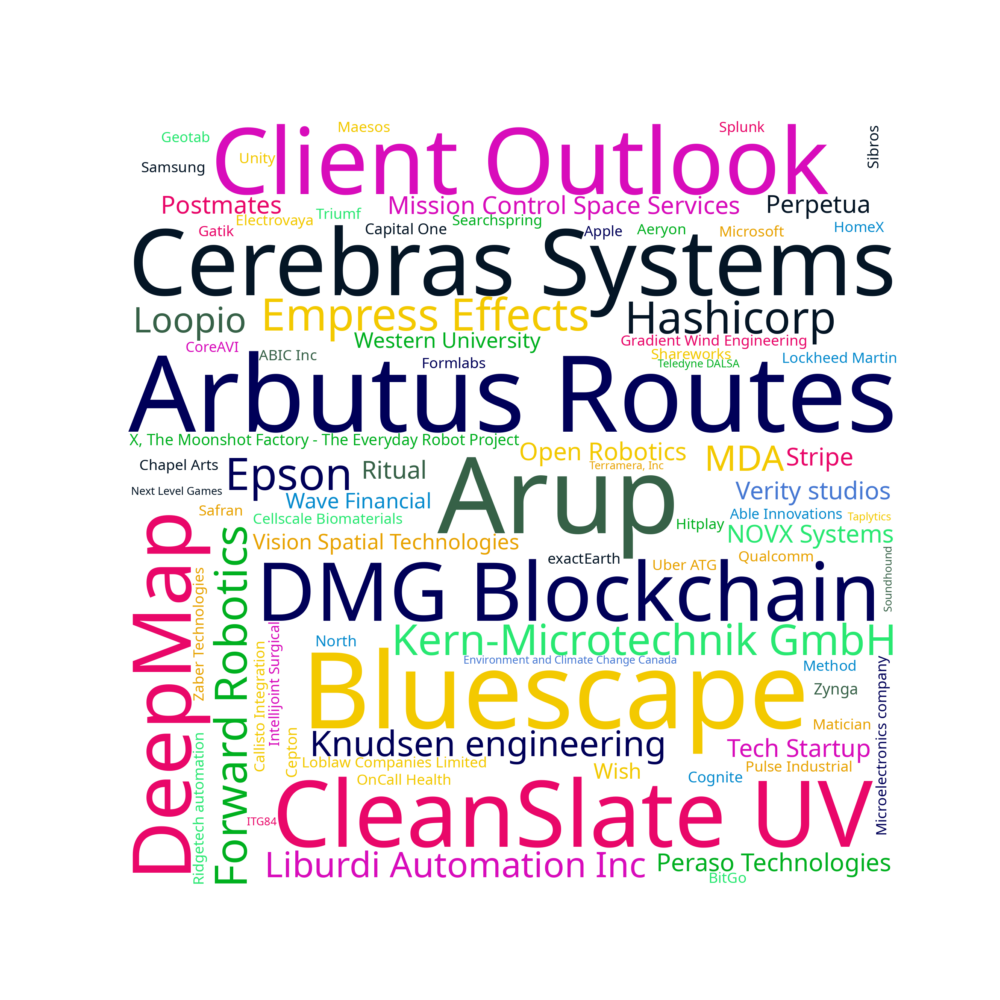 Maesos
Splunk
Sibros
Geotab
Client Outlook
Unity
Samsung
Postmates
Mission Control Space Services
Perpetua
Triumf
Electrovaya
Searchspring
HomeX
Gatik
Capital One
Apple
Aeryon
Microsoft
Cerebras Systems
Loopio
Empress Effects
Hashicorp
Western University
Gradient Wind Engineering
CoreAVI
ABIC Inc
Shareworks
Lockheed Martin
Formlabs
Teledyne DALSA
Arbutus Routes
X, The Moonshot Factory - The Everyday Robot Project
Open Robotics
MDA
Stripe
Chapel Arts
Epson
Ritual
Arup
Terramera, Inc
Next Level Games
Wave Financial
Verity studios
Safran
Cellscale Biomaterials
Hitplay
Able Innovations
Taplytics
NOVX Systems
Vision Spatial Technologies
exactEarth
Uber ATG
Qualcomm
Soundhound
DeepMap
Forward Robotics
Zaber Technologies
DMG Blockchain
Kern-Microtechnik GmbH
North
Callisto Integration
Intellijoint Surgical
Environment and Climate Change Canada
Bluescape
Method
Zynga
Microelectronics company
Matician
Knudsen engineering
Tech Startup
Cepton
Loblaw Companies Limited
Wish
Pulse Industrial
OnCall Health
Cognite
Ridgetech automation
ITG84
CleanSlate UV
Liburdi Automation Inc
Peraso Technologies
BitGo